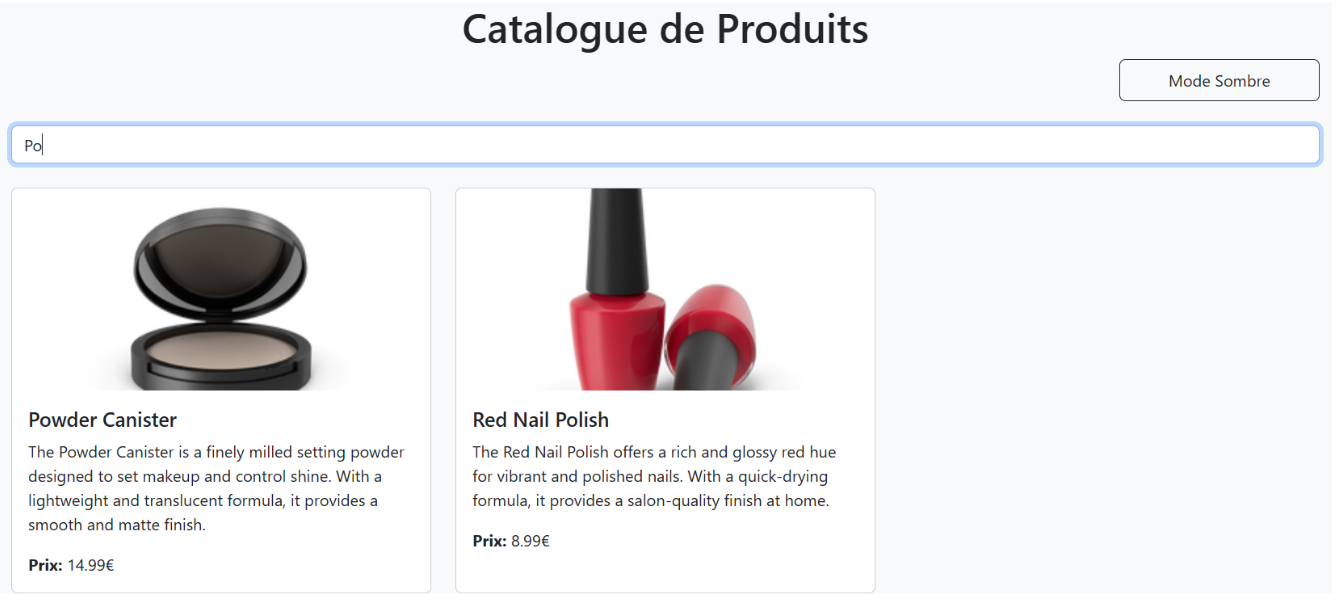 Catalogue de Produits
Mode Sombre
Po
Powder Canister
The Powder Canister is a finely milled setting powder
designed to set makeup and control shine. With a
lightweight and translucent formula, it provides a
smooth and matte finish.
Prix: 14.99€
Red Nail Polish
The Red Nail Polish offers a rich and glossy red hue
for vibrant and polished nails. With a quick-drying
formula, it provides a salon-quality finish at home.
Prix: 8.99€